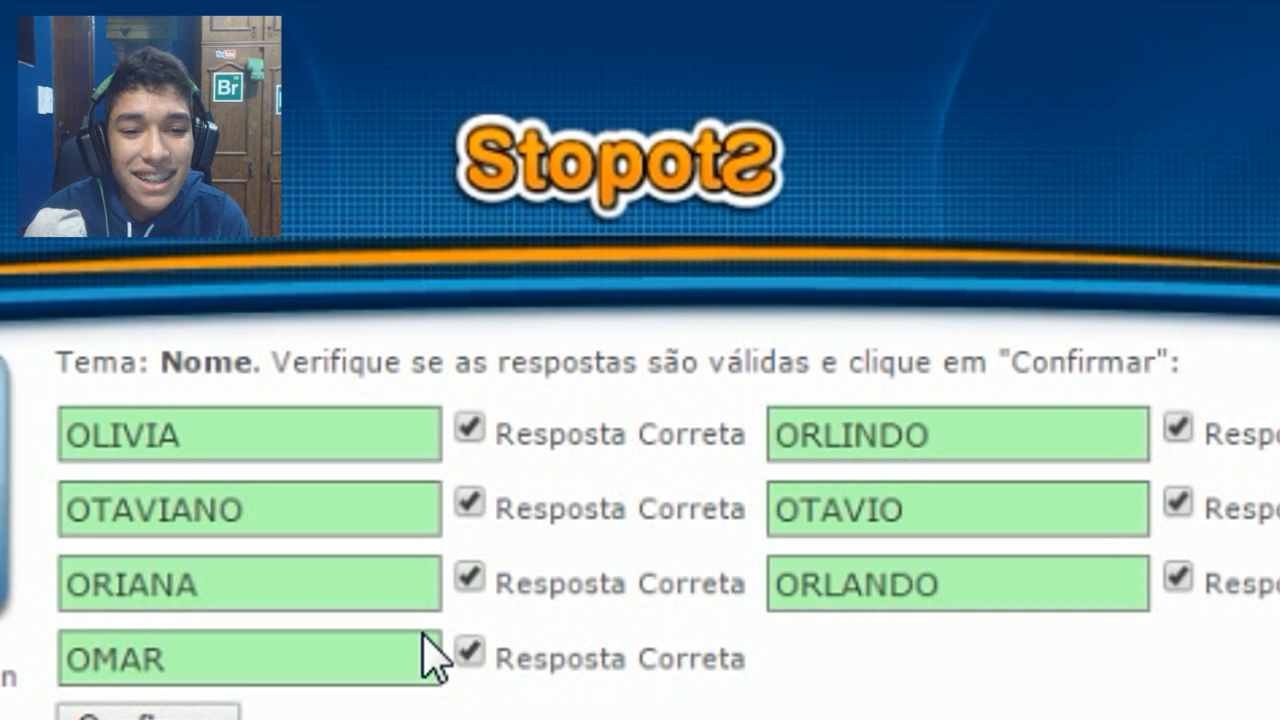 Br
StopotS
Tema: Nome. Verifique se as respostas são válidas e clique em "Confirmar":
OLIVIA Resposta Correta ORLINDO
OTAVIANO Resposta Correta OTAVIO
ORIANA Resposta Correta ORLANDO
OMAR Resposta Correta